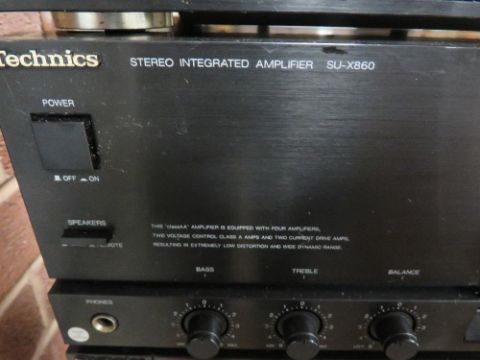 Technics
STEREO INTEGRATED AMPLIFIER SU-X860
POWER
OFF ON
SPEAKERS
THIS "classAA" AMPLIFIER IS EQUIPPED WITH FOUR AMPLIFIERS,
TWO VOLTAGE CONTROL CLASS A AMPS AND TWO CURRENT DRIVE AMPS,
RESULTING IN EXTREMELY LOW DISTORTION AND WIDE DYNAMIC RANGE.
BASS TREBLE BALANCE
PHONES